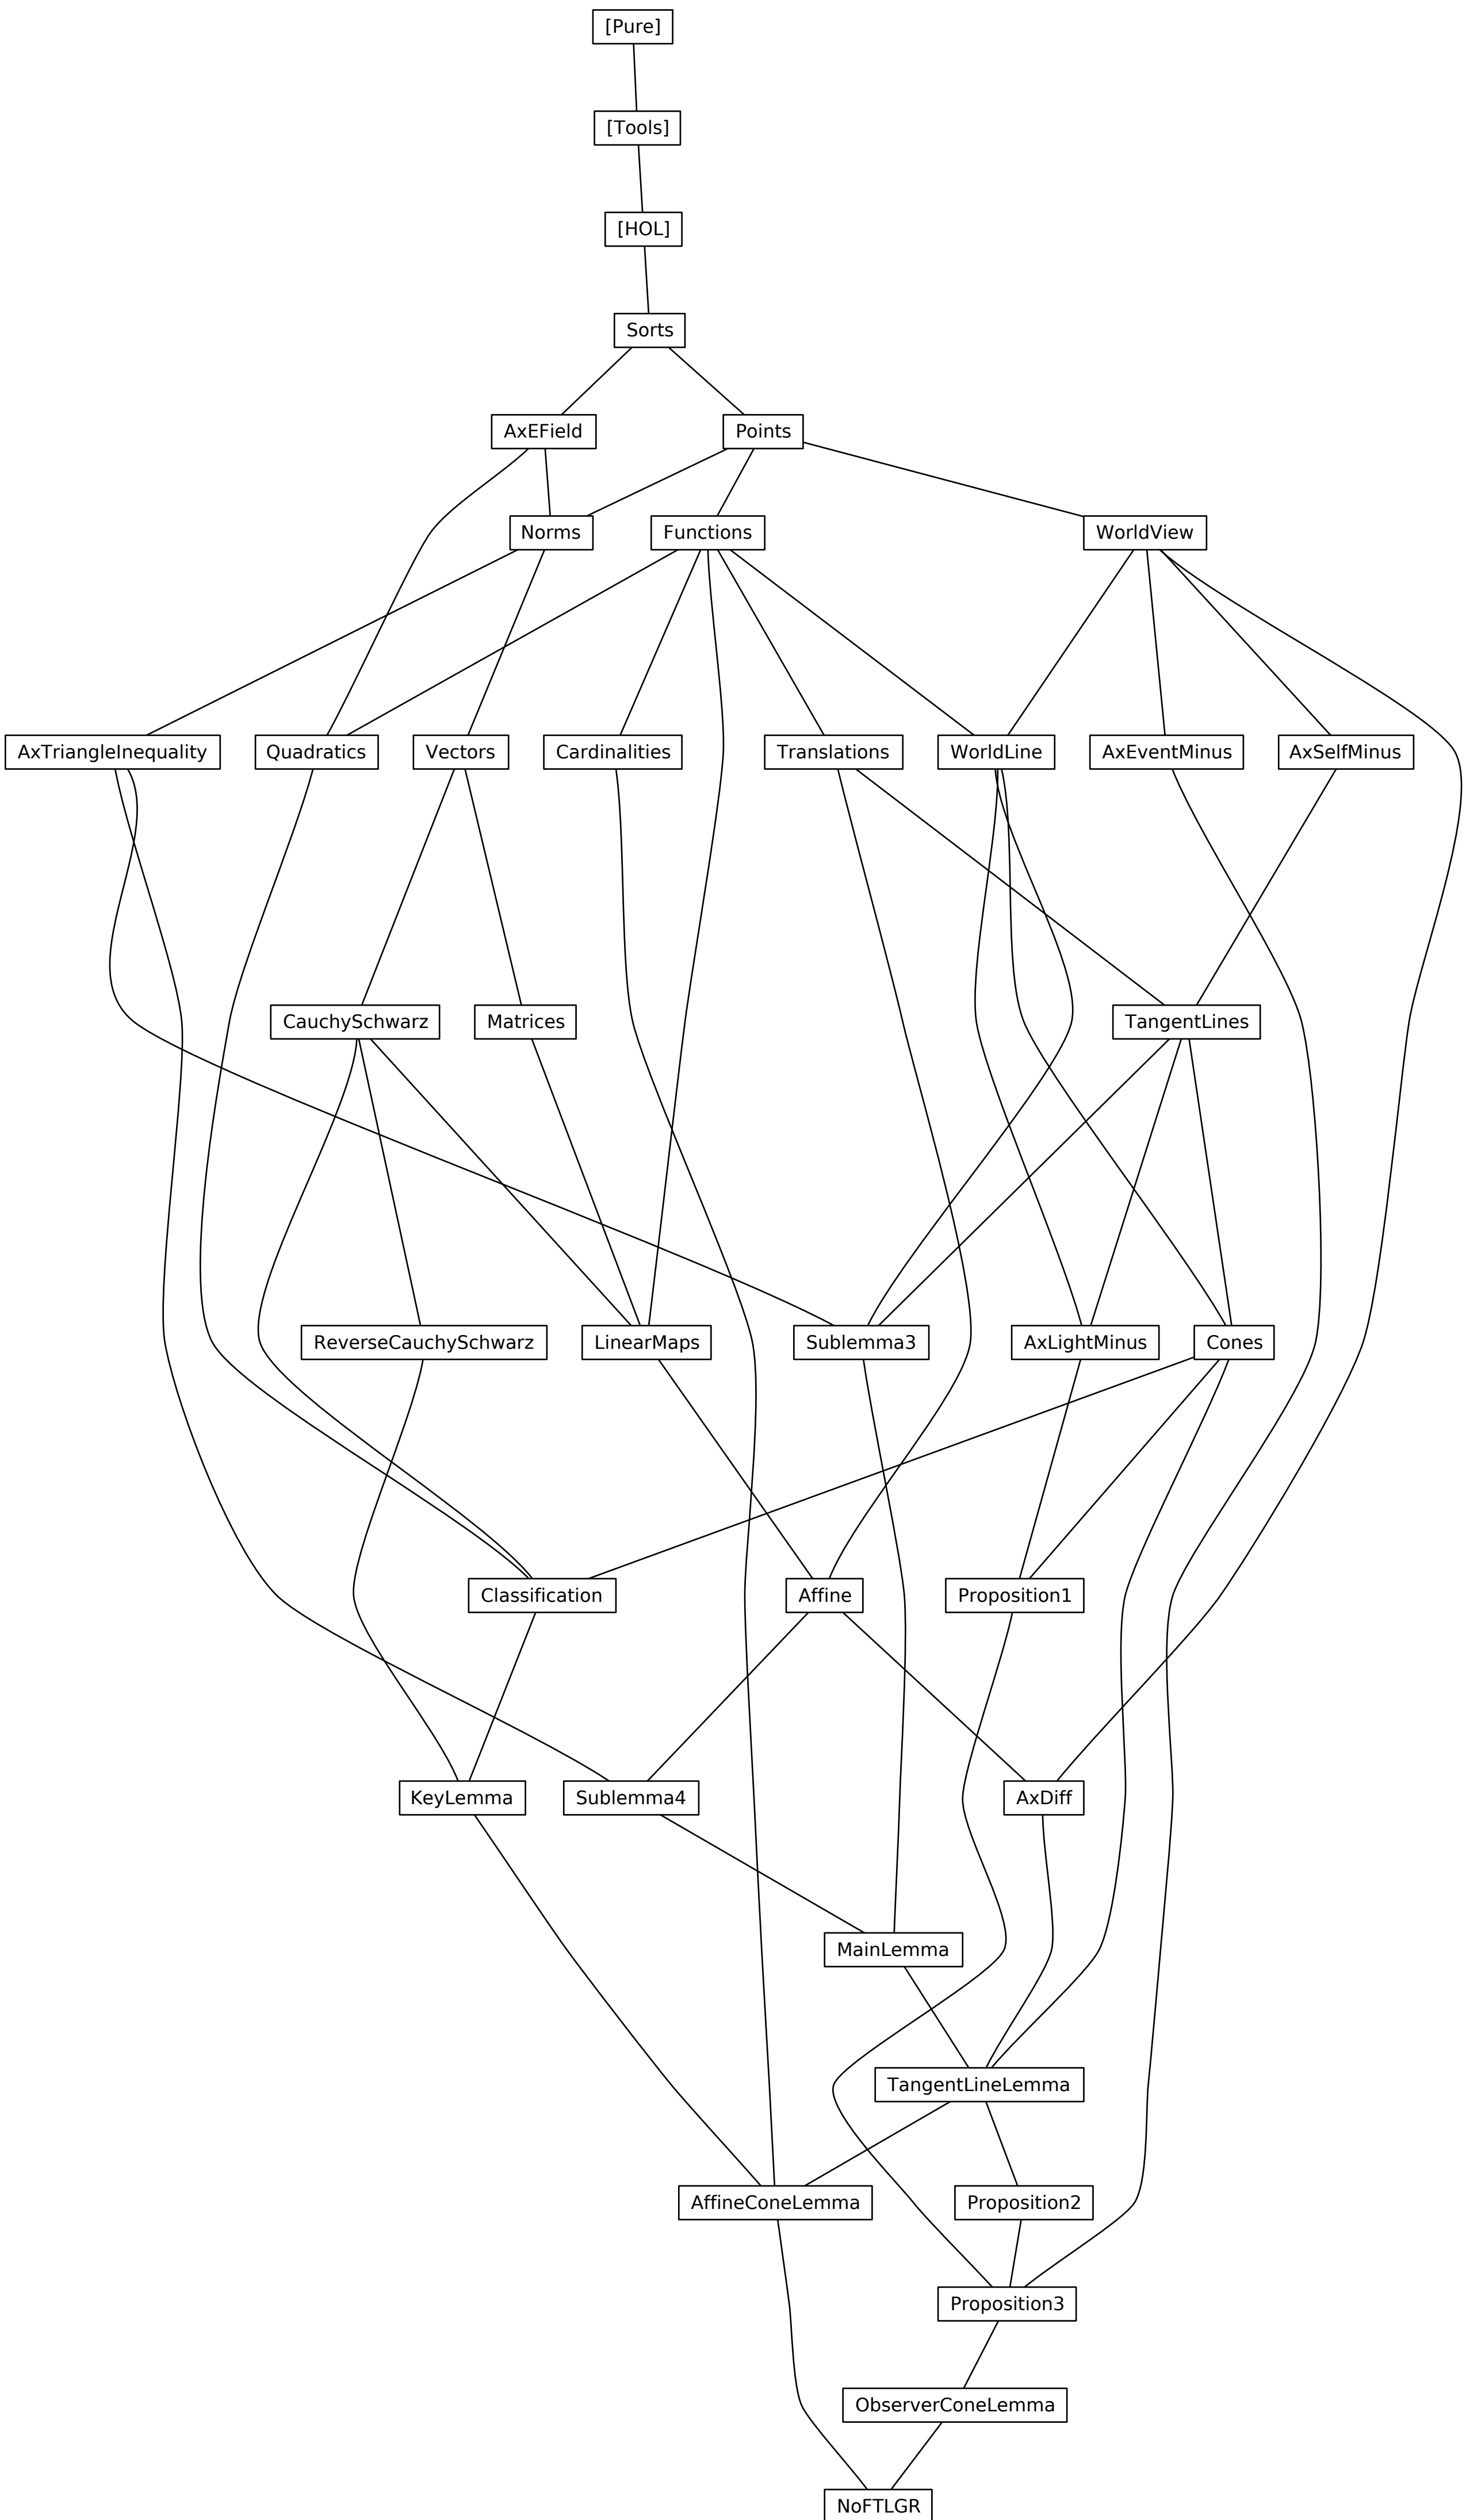 [Pure]
[Tools]
[HOL]
Sorts
AxEField
Points
Norms
Functions
WorldView
AxTriangleInequality
Quadratics
Vectors
Cardinalities
Translations
WorldLine
AxEventMinus
AxSelfMinus
CauchySchwarz
Matrices
TangentLines
ReverseCauchySchwarz
LinearMaps
Sublemma3
AxLightMinus
Cones
Classification
Affine
Proposition1
KeyLemma
Sublemma4
AxDiff
MainLemma
TangentLineLemma
AffineConeLemma
Proposition2
Proposition3
ObserverConeLemma
NoFTLGR